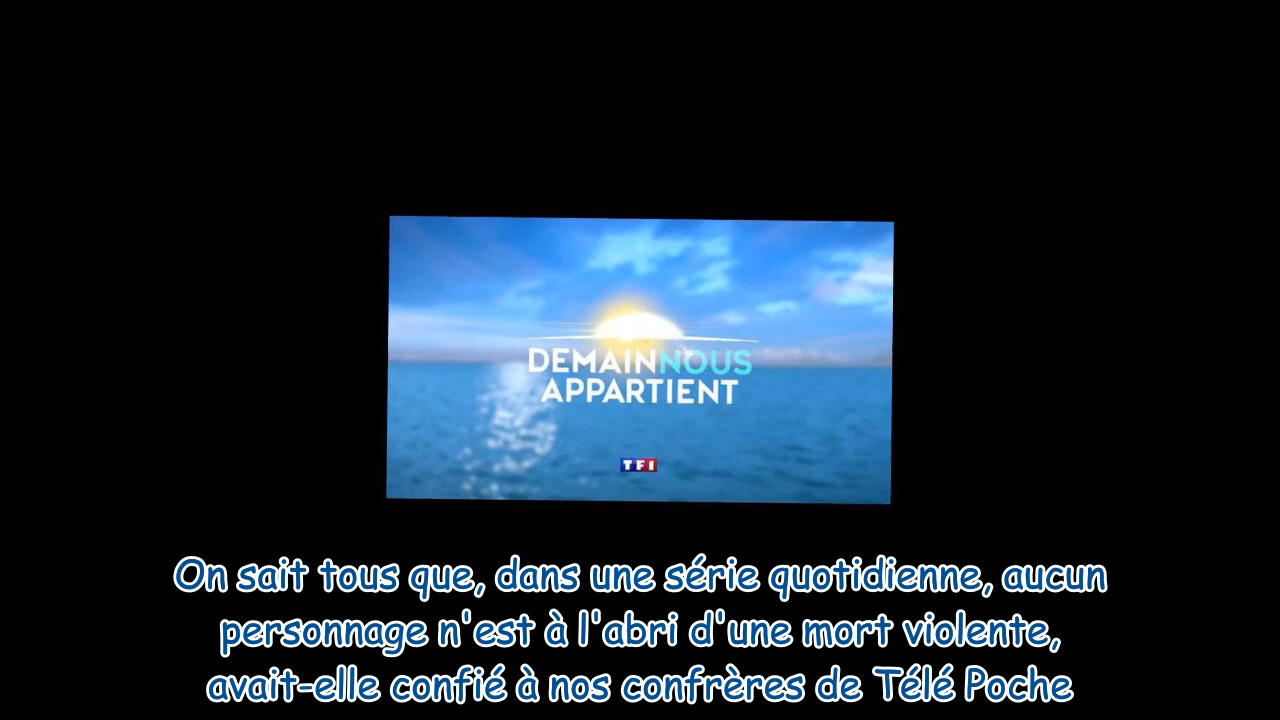 DEMAIN NOUS
APPARTIENT
TF1
On sait tous que, dans une série quotidienne, aucun
personnage n'est à l'abri d'une mort violente,
avait-elle confié à nos confrères de Télé Poche